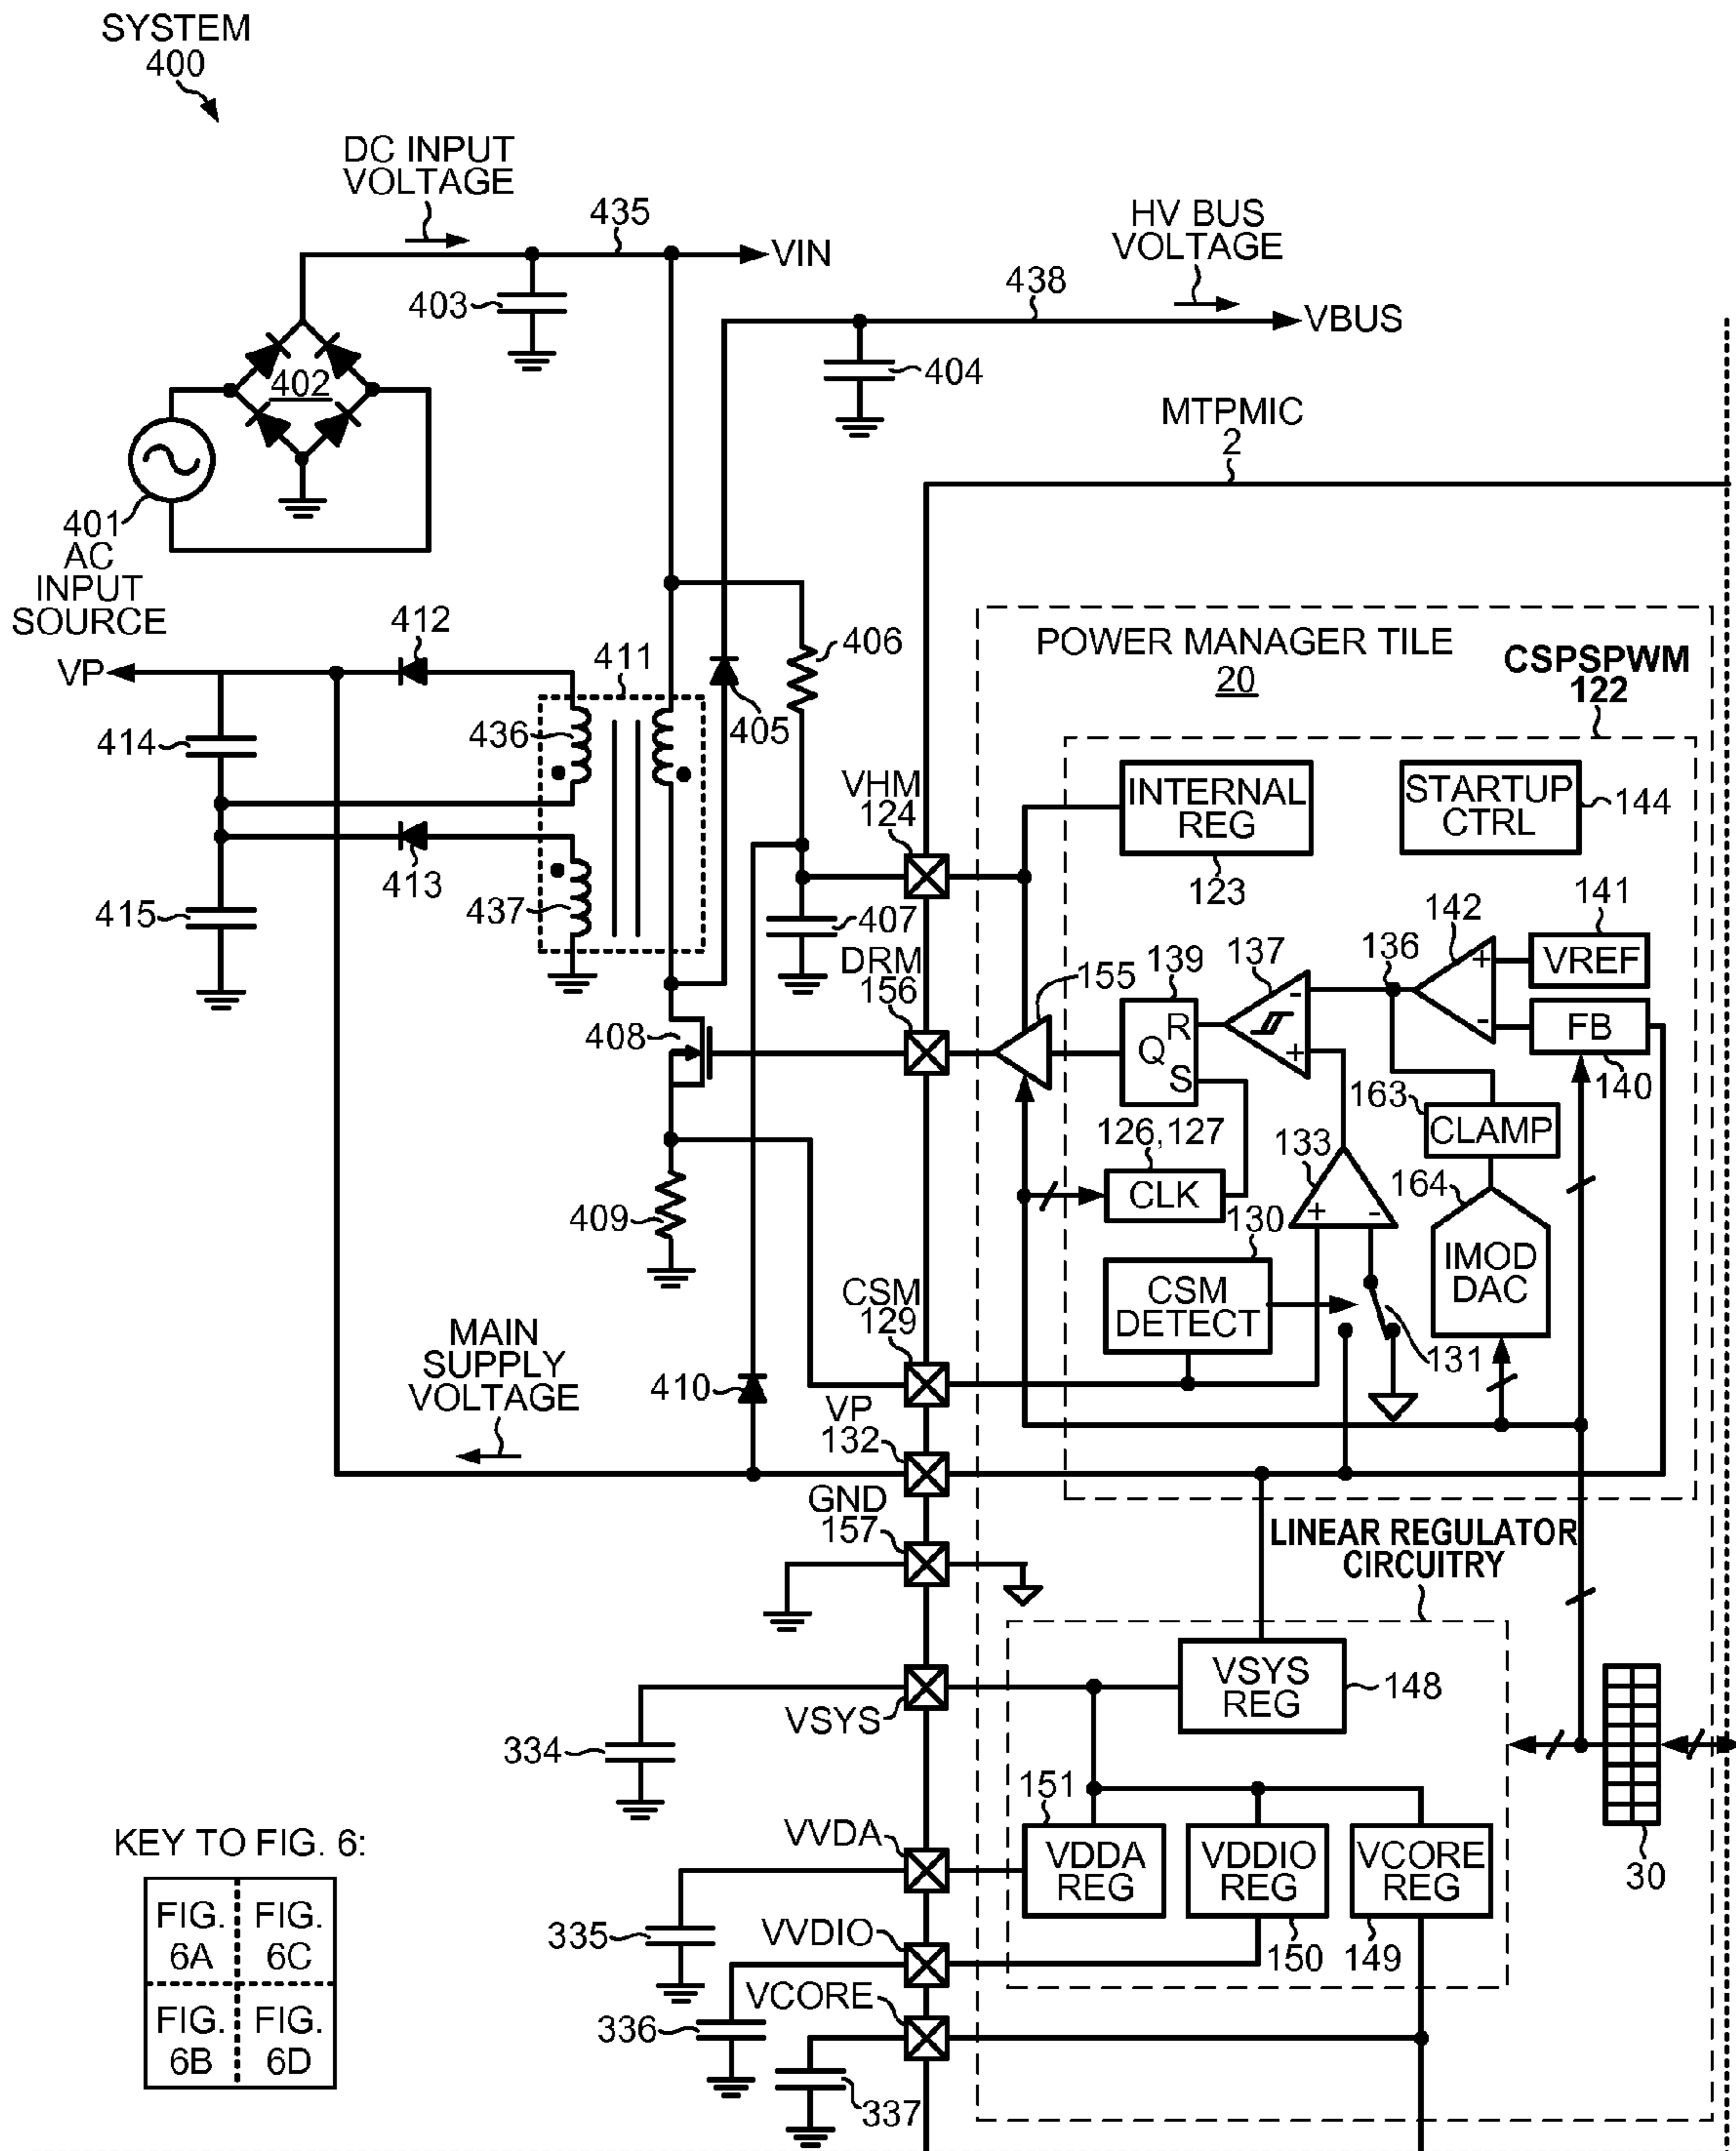 SYSTEM
400
DC INPUT
VOLTAGE
435
VIN
403
HV BUS
VOLTAGE
438
VBUS
404
402
401
AC
INPUT
SOURCE
MTPMIC
2
412
VP
411
406
POWER MANAGER TILE
20
CSPSPWM
122
414
436
405
VHM
124
INTERNAL
REG
123
STARTUP
CTRL
144
413
415
437
407
DRM
156
155
139
137
136
142
141
VREF
+
-
FB
140
408
R
Q
S
-
+
163
CLAMP
126,127
CLK
133
+
-
164
IMOD
DAC
409
130
CSM
DETECT
131
CSM
129
MAIN
SUPPLY
VOLTAGE
410
VP
132
GND
157
LINEAR REGULATOR
CIRCUITRY
VSYS
REG
148
VSYS
334
151
VVDA
VDDA
REG
VDDIO
REG
VCORE
REG
30
335
VVDIO
150
149
336
VCORE
337
KEY TO FIG. 6:
FIG.
6A
FIG.
6C
FIG.
6B
FIG.
6D